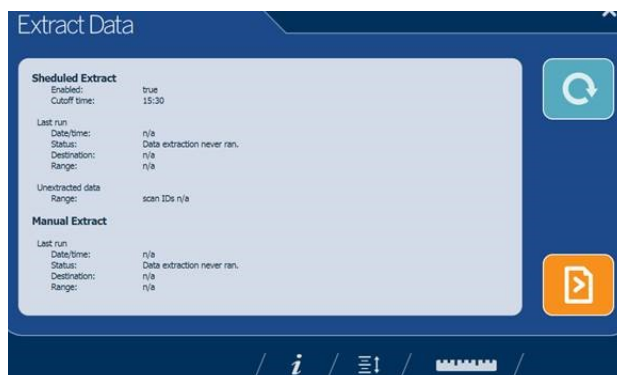 Extract Data
Sheduled Extract
Enabled: true
Cutoff time: 15:30
Last run
Date/time: n/a
Status: Data extraction never ran.
Destination: n/a
Range: n/a
Unextracted data
Range: scan IDs n/a
Manual Extract
Last run
Date/time: n/a
Status: Data extraction never ran.
Destination: n/a
Range: n/a
i